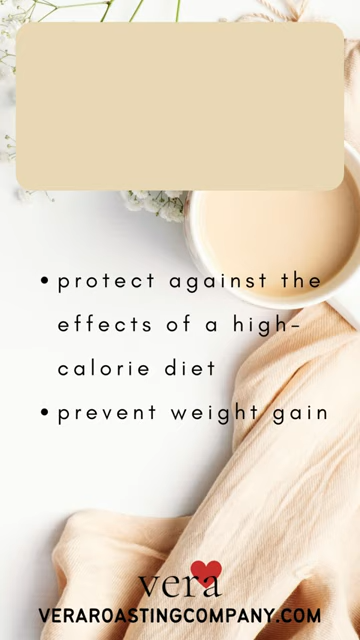 • protect against the
effects of a high-
calorie diet
• prevent weight gain
vera
VERAROASTINGCOMPANY.COM